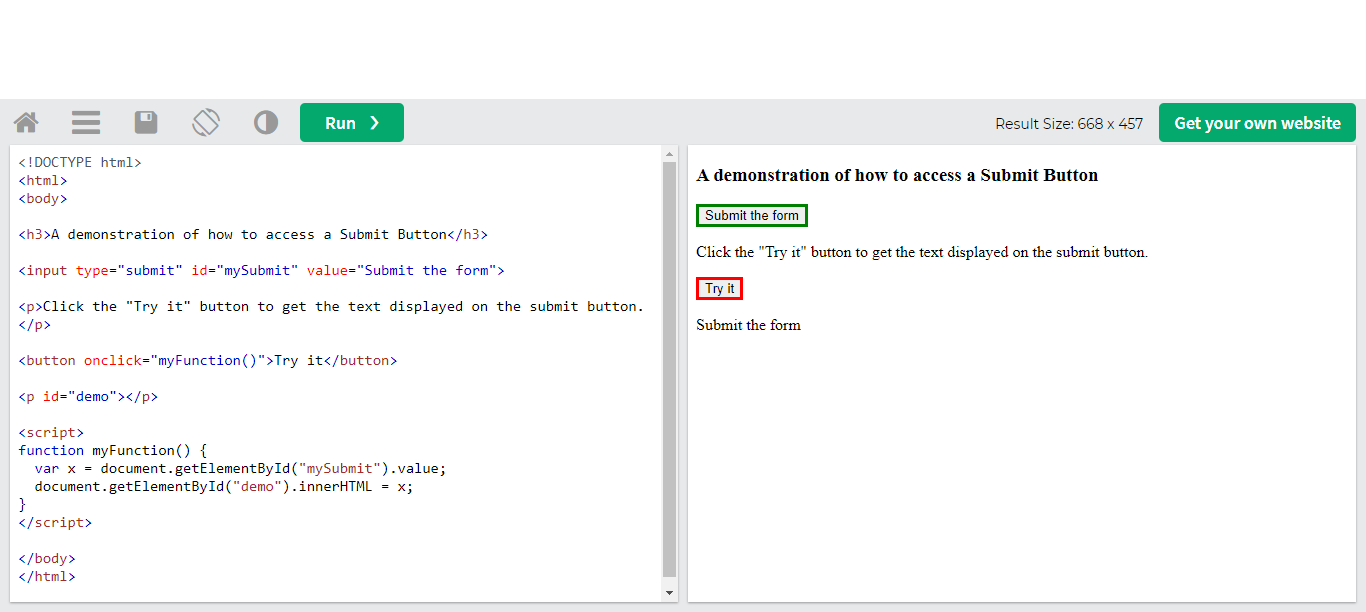 Run ❯
Result Size: 668 x 457
Get your own website
<!DOCTYPE html>
<html>
<body>
<h3>A demonstration of how to access a Submit Button</h3>
<input type="submit" id="mySubmit" value="Submit the form">
<p>Click the "Try it" button to get the text displayed on the submit button.
</p>
<button onclick="myFunction()">Try it</button>
<p id="demo"></p>
<script>
function myFunction() {
  var x = document.getElementById("mySubmit").value;
  document.getElementById("demo").innerHTML = x;
}
</script>
</body>
</html>
A demonstration of how to access a Submit Button
Submit the form
Click the "Try it" button to get the text displayed on the submit button.
Try it
Submit the form